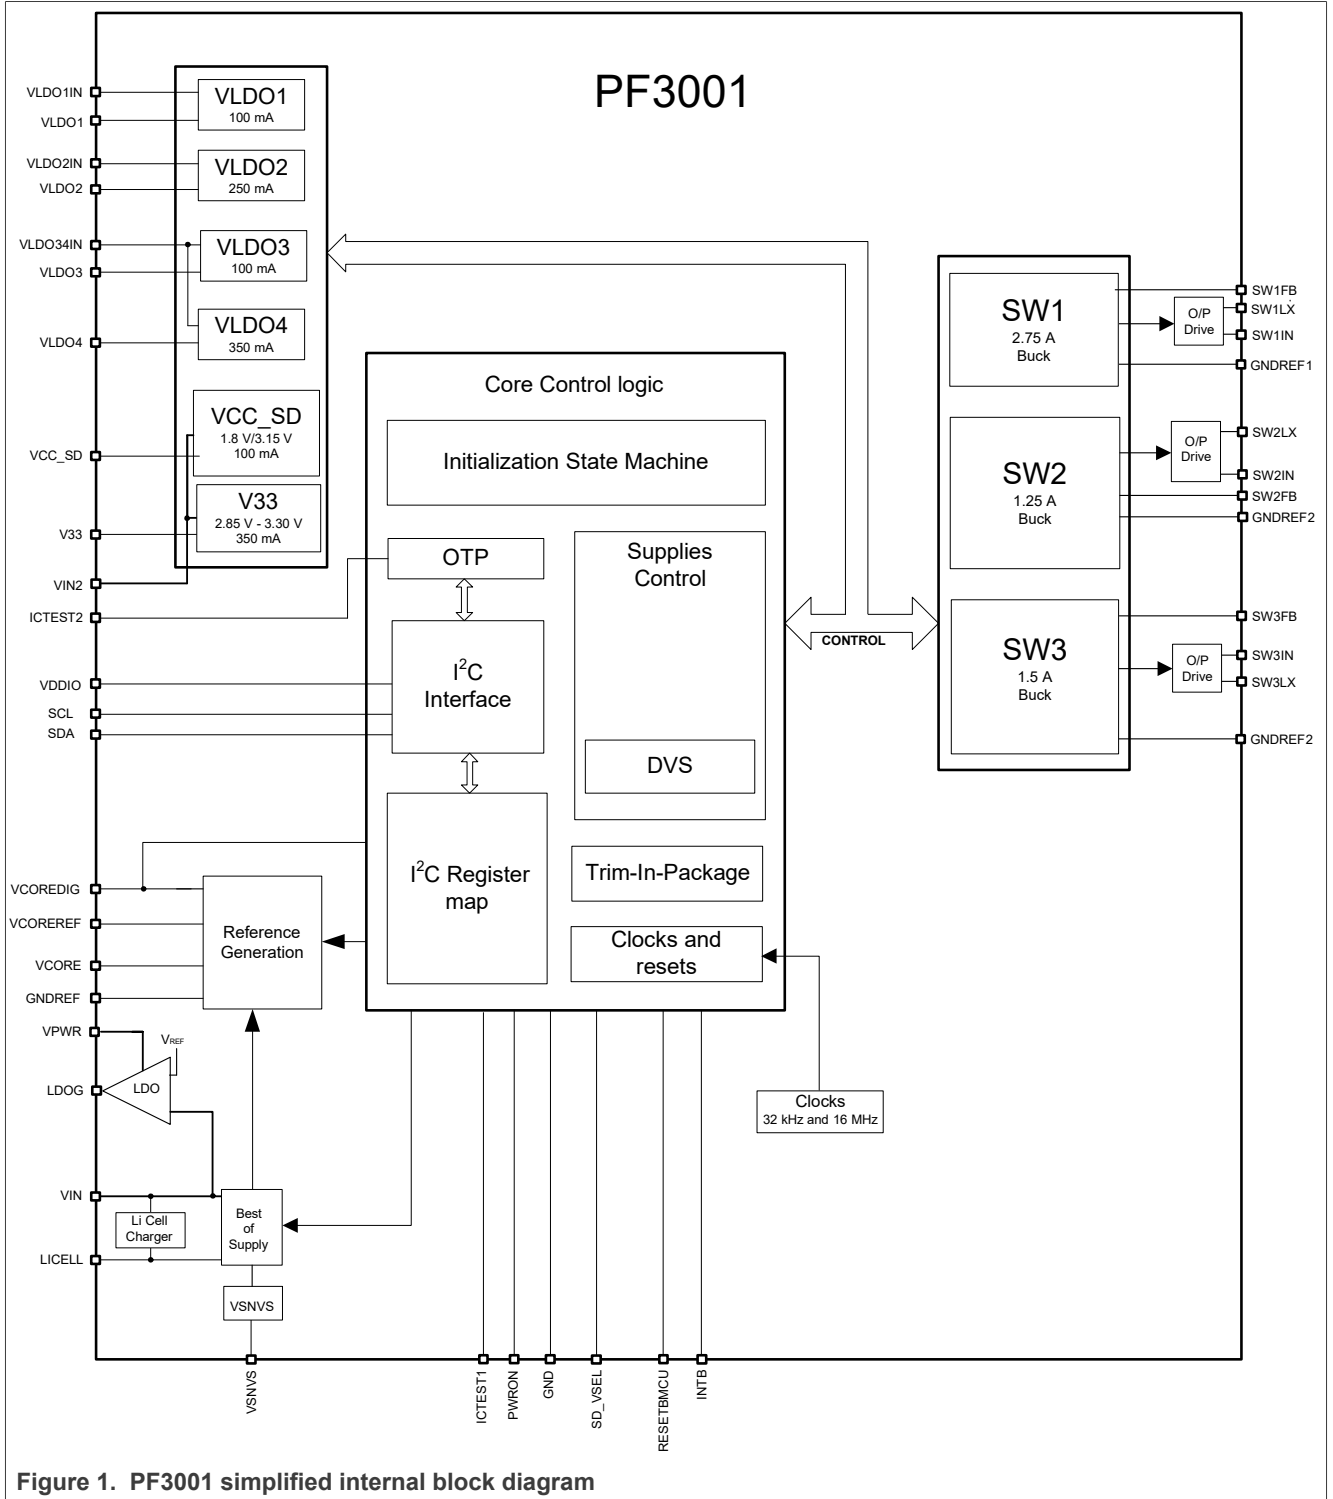 PF3001
VLDO1IN
VLDO1
VLDO2IN
VLDO2
VLDO34IN
VLDO3
VLDO4
VCC_SD
V33
VIN2
ICTEST2
VDDIO
SCL
SDA
VCOREDIG
VCOREREF
VCORE
GNDREF
VPWR
LDOG
VIN
LICELL
VLDO1
100 mA
VLDO2
250 mA
VLDO3
100 mA
VLDO4
350 mA
VCC_SD
1.8 V/3.15 V
100 mA
V33
2.85 V - 3.30 V
350 mA
Core Control logic
Initialization State Machine
OTP
I2C
Interface
I2C Register
map
Supplies
Control
DVS
Trim-In-Package
Clocks and
resets
CONTROL
SW1
2.75 A
Buck
SW2
1.25 A
Buck
SW3
1.5 A
Buck
O/P
Drive
O/P
Drive
O/P
Drive
SW1FB
SW1LX
SW1IN
GNDREF1
SW2LX
SW2IN
SW2FB
GNDREF2
SW3FB
SW3IN
SW3LX
GNDREF2
Reference
Generation
VREF
LDO
Li Cell
Charger
Best
of
Supply
VSNVS
Clocks
32 kHz and 16 MHz
VSNVS
ICTEST1
PWRON
GND
SD_VSEL
RESETBMCU
INTB
Figure 1. PF3001 simplified internal block diagram